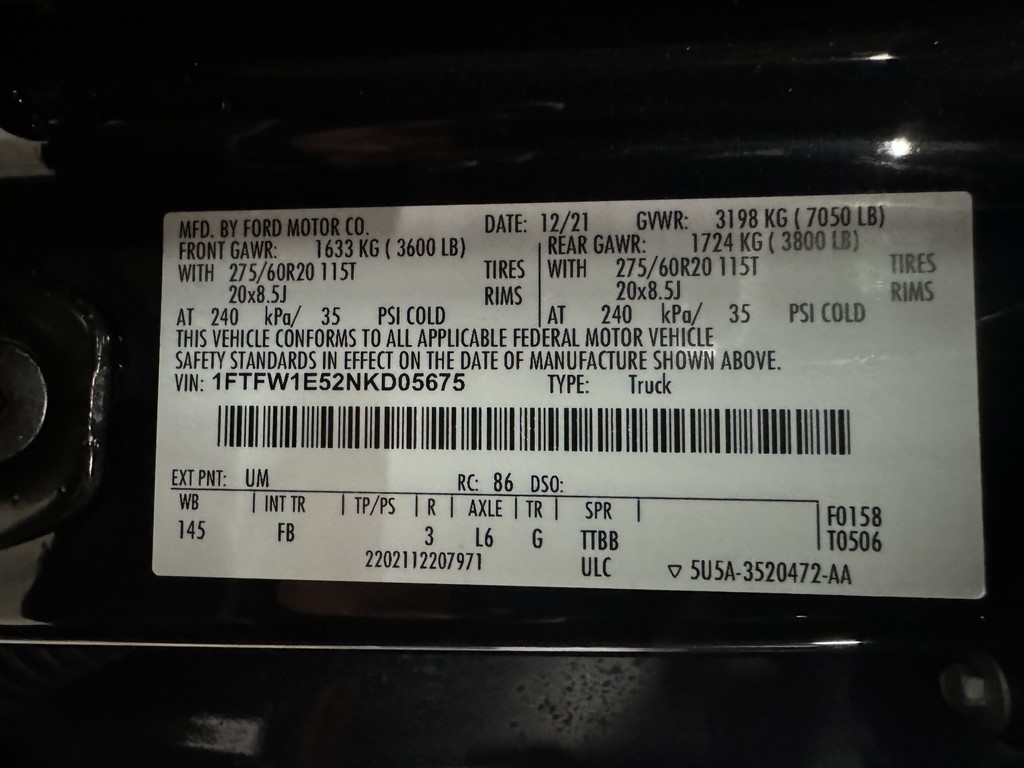 MFD. BY FORD MOTOR CO. DATE: 12/21 GVWR: 3198 KG ( 7050 LB)
FRONT GAWR: 1633 KG ( 3600 LB) REAR GAWR: 1724 KG ( 3800 LB)
WITH 275/60R20 115T TIRES WITH 275/60R20 115T TIRES
20x8.5J RIMS 20x8.5J RIMS
AT 240 kPa/ 35 PSI COLD AT 240 kPa/ 35 PSI COLD
THIS VEHICLE CONFORMS TO ALL APPLICABLE FEDERAL MOTOR VEHICLE
SAFETY STANDARDS IN EFFECT ON THE DATE OF MANUFACTURE SHOWN ABOVE.
VIN: 1FTFW1E52NKD05675 TYPE: Truck
EXT PNT: UM RC: 86 DSO:
WB | INT TR | TP/PS | R | AXLE | TR | SPR | F0158
145 FB 3 L6 G TTBB T0506
2202112207971 ULC ▽ 5U5A-3520472-AA